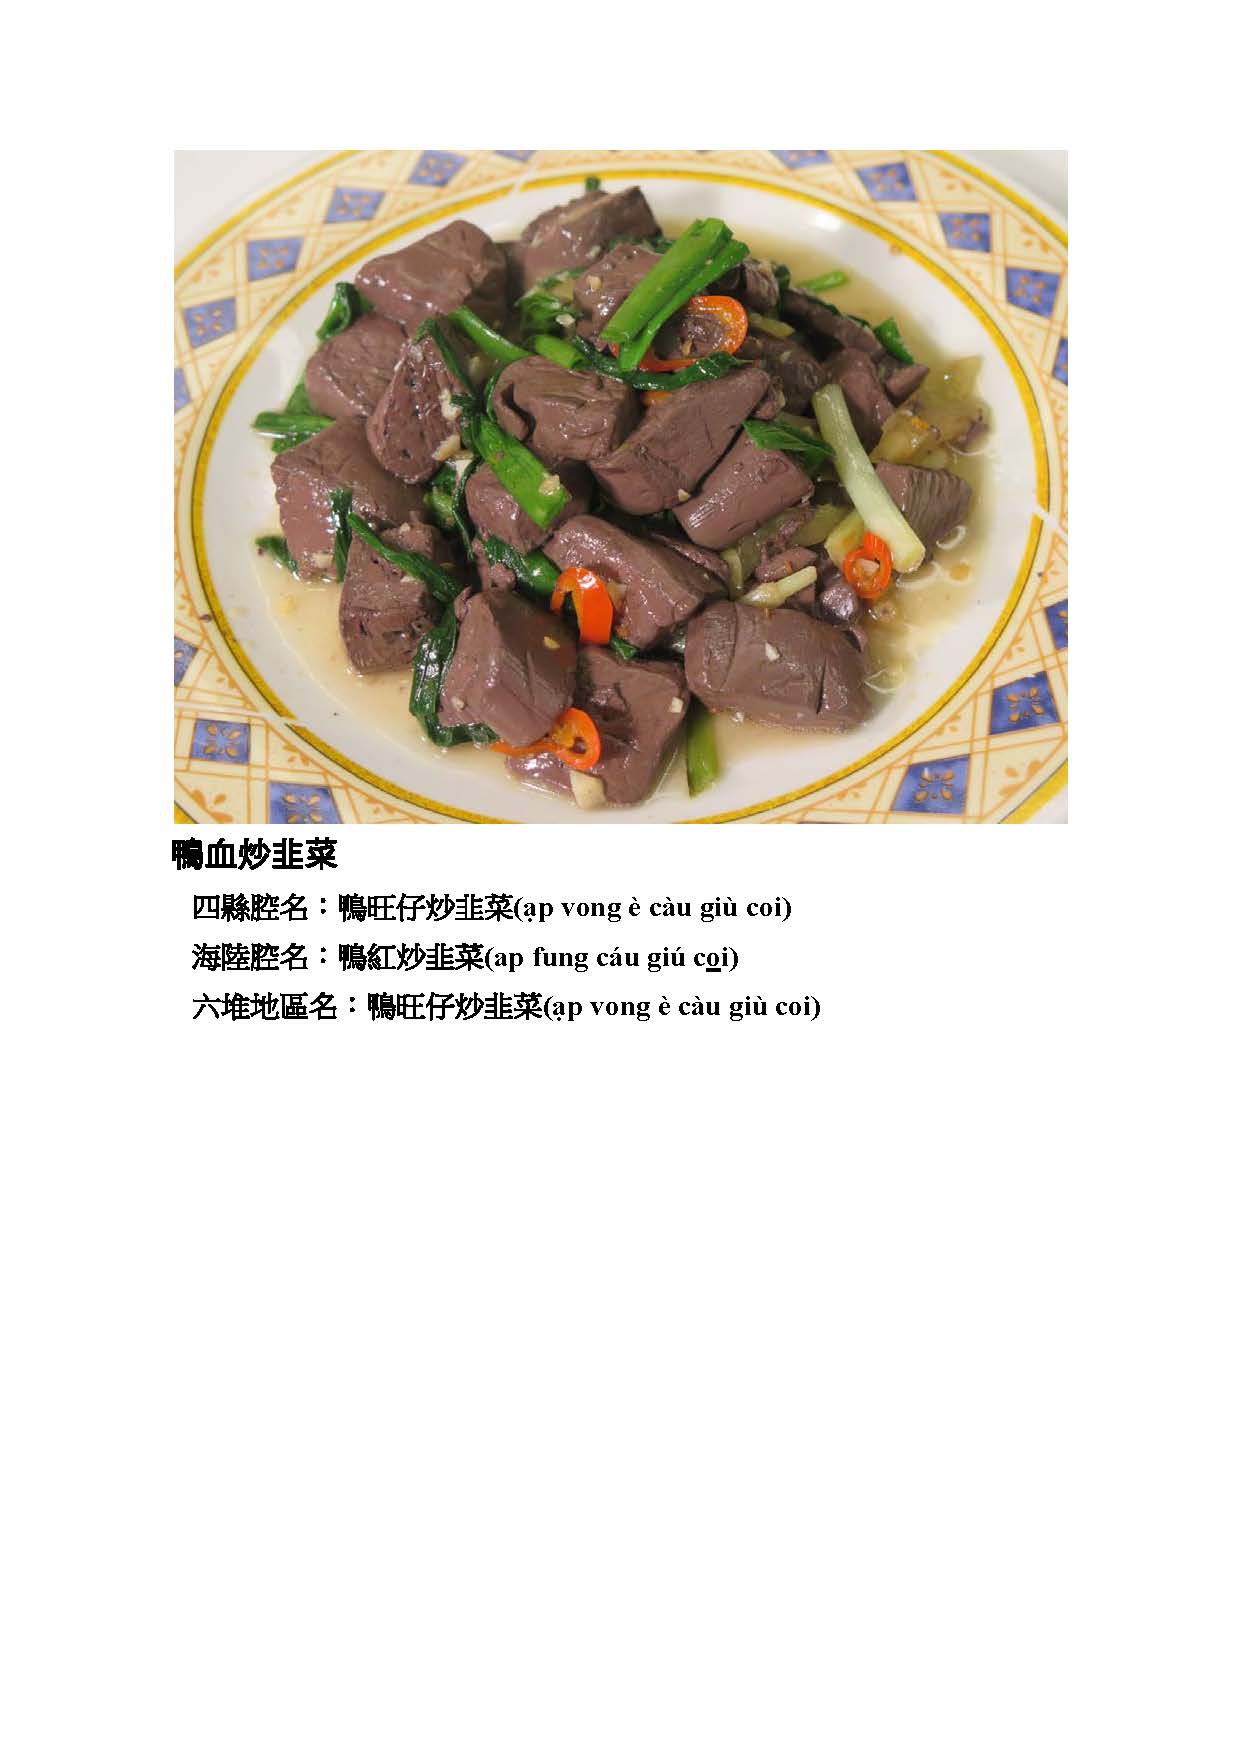 鴨血炒韭菜
四縣腔名：鴨旺仔炒韭菜(ạp vong è càu giù coi)
海陸腔名：鴨紅炒韭菜(ap fung cáu giú co̲i)
六堆地區名：鴨旺仔炒韭菜(ạp vong è càu giù coi)